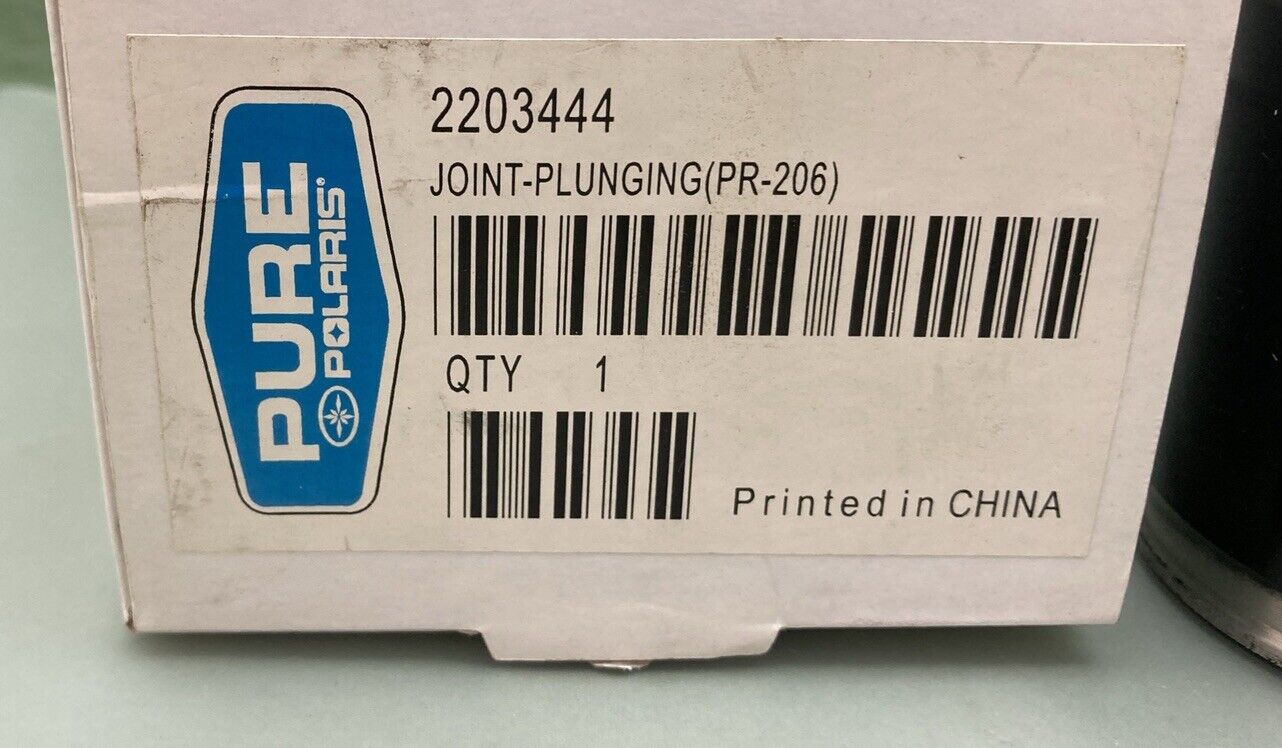 2203444
JOINT-PLUNGING(PR-206)
QTY 1
Printed in CHINA
PURE
POLARIS®